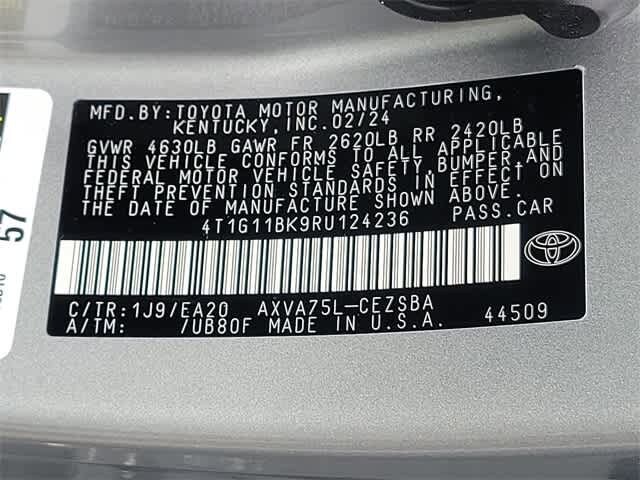 MFD.BY:TOYOTA MOTOR MANUFACTURING,
KENTUCKY,INC.02/24
GVWR 4630LB GAWR FR 2620LB RR 2420LB
THIS VEHICLE CONFORMS TO ALL APPLICABLE
FEDERAL MOTOR VEHICLE SAFETY,BUMPER,AND
THEFT PREVENTION STANDARDS IN EFFECT ON
THE DATE OF MANUFACTURE SHOWN ABOVE.
4T1G11BK9RU124236 PASS.CAR
C/TR:1J9/EA20 AXVA75L-CEZSBA
A/TM: /UB80F MADE IN U.S.A. 44509
57